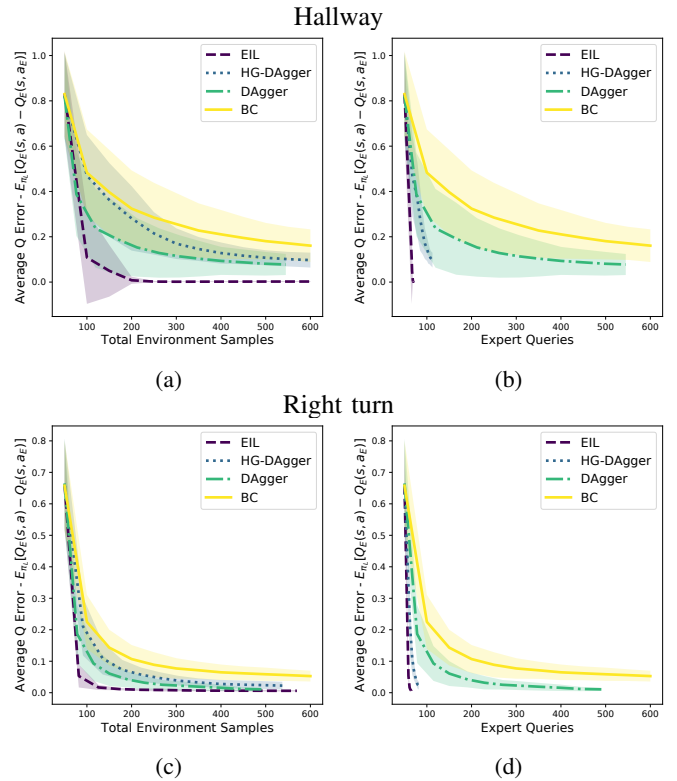 Hallway
Average Q Error - $E_{\pi_L}[Q_E(s, a) - Q_E(s, a_E)]$
1.0
0.8
0.6
0.4
0.2
0.0
100 200 300 400 500 600
Total Environment Samples
EIL
HG-DAgger
DAgger
BC
(a)
Average Q Error - $E_{\pi_L}[Q_E(s, a) - Q_E(s, a_E)]$
1.0
0.8
0.6
0.4
0.2
0.0
100 200 300 400 500 600
Expert Queries
EIL
HG-DAgger
DAgger
BC
(b)
Right turn
Average Q Error - $E_{\pi_L}[Q_E(s, a) - Q_E(s, a_E)]$
0.8
0.7
0.6
0.5
0.4
0.3
0.2
0.1
0.0
100 200 300 400 500 600
Total Environment Samples
EIL
HG-DAgger
DAgger
BC
(c)
Average Q Error - $E_{\pi_L}[Q_E(s, a) - Q_E(s, a_E)]$
0.8
0.7
0.6
0.5
0.4
0.3
0.2
0.1
0.0
100 200 300 400 500 600
Expert Queries
EIL
HG-DAgger
DAgger
BC
(d)